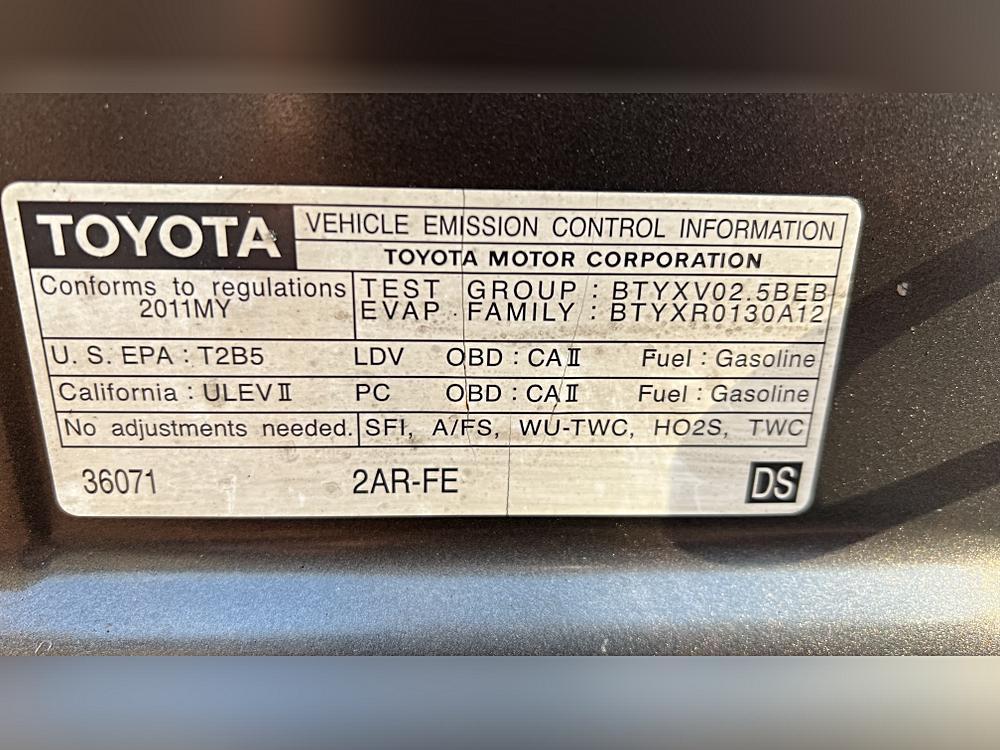 TOYOTA
VEHICLE EMISSION CONTROL INFORMATION
TOYOTA MOTOR CORPORATION
Conforms to regulations
2011MY
TEST GROUP : BTYXV02.5BEB
EVAP FAMILY : BTYXR0130A12
U. S. EPA : T2B5 LDV OBD : CAⅡ Fuel : Gasoline
California : ULEVⅡ PC OBD : CAⅡ Fuel : Gasoline
No adjustments needed. SFI, A/FS, WU-TWC, HO2S, TWC
36071 2AR-FE DS